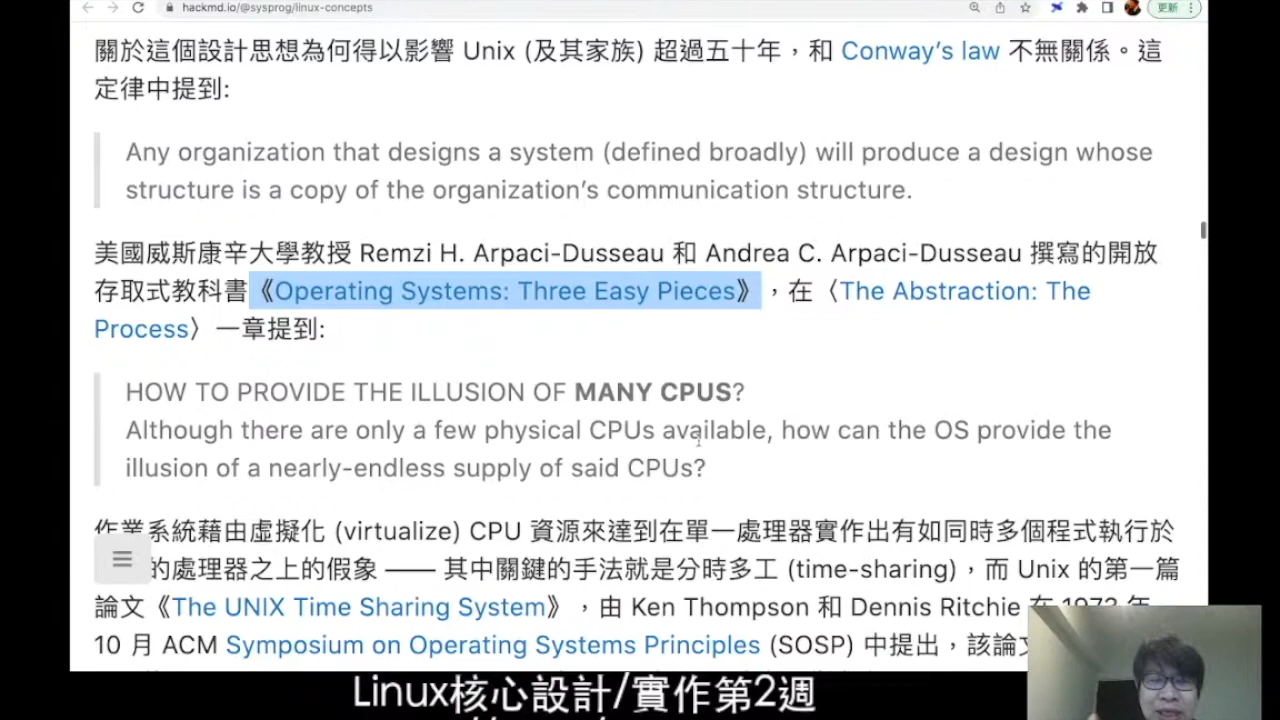 hackmd.io/@sysprog/linux-concepts
更新
關於這個設計思想為何得以影響 Unix (及其家族) 超過五十年，和 Conway's law 不無關係。這
定律中提到:
Any organization that designs a system (defined broadly) will produce a design whose
structure is a copy of the organization's communication structure.
美國威斯康辛大學教授 Remzi H. Arpaci-Dusseau 和 Andrea C. Arpaci-Dusseau 撰寫的開放
存取式教科書《Operating Systems: Three Easy Pieces》，在〈The Abstraction: The
Process〉一章提到:
HOW TO PROVIDE THE ILLUSION OF MANY CPUS?
Although there are only a few physical CPUs available, how can the OS provide the
illusion of a nearly-endless supply of said CPUs?
作業系統藉由虛擬化 (virtualize) CPU 資源來達到在單一處理器實作出有如同時多個程式執行於
的處理器之上的假象 —— 其中關鍵的手法就是分時多工 (time-sharing)，而 Unix 的第一篇
論文《The UNIX Time Sharing System》，由 Ken Thompson 和 Dennis Ritchie 在 1973 年
10 月 ACM Symposium on Operating Systems Principles (SOSP) 中提出，該論
Linux核心設計/實作第2週